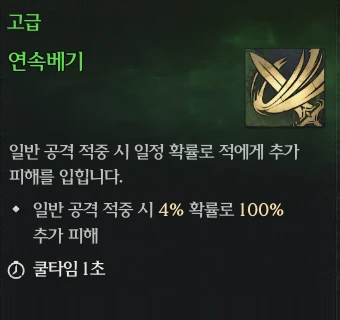 고급
연속베기
일반 공격 적중 시 일정 확률로 적에게 추가
피해를 입힙니다.
◆ 일반 공격 적중 시 4% 확률로 100%
추가 피해
쿨타임 1초